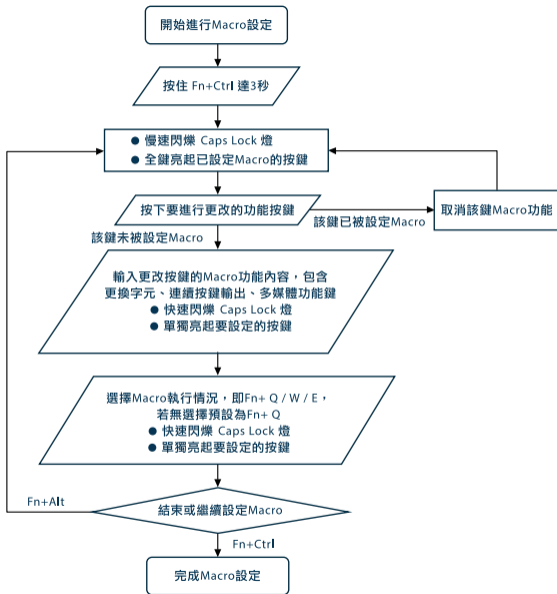 開始進行Macro設定
按住 Fn+Ctrl 達3秒
● 慢速閃爍 Caps Lock 燈
● 全鍵亮起已設定Macro的按鍵
按下要進行更改的功能按鍵
取消該鍵Macro功能
該鍵已被設定Macro
該鍵未被設定Macro
輸入更改按鍵的Macro功能內容，包含
更換字元、連續按鍵輸出、多媒體功能鍵
● 快速閃爍 Caps Lock 燈
● 單獨亮起要設定的按鍵
選擇Macro執行情況，即Fn+ Q / W / E，
若無選擇預設為Fn+ Q
● 快速閃爍 Caps Lock 燈
● 單獨亮起要設定的按鍵
Fn+Alt
結束或繼續設定Macro
Fn+Ctrl
完成Macro設定